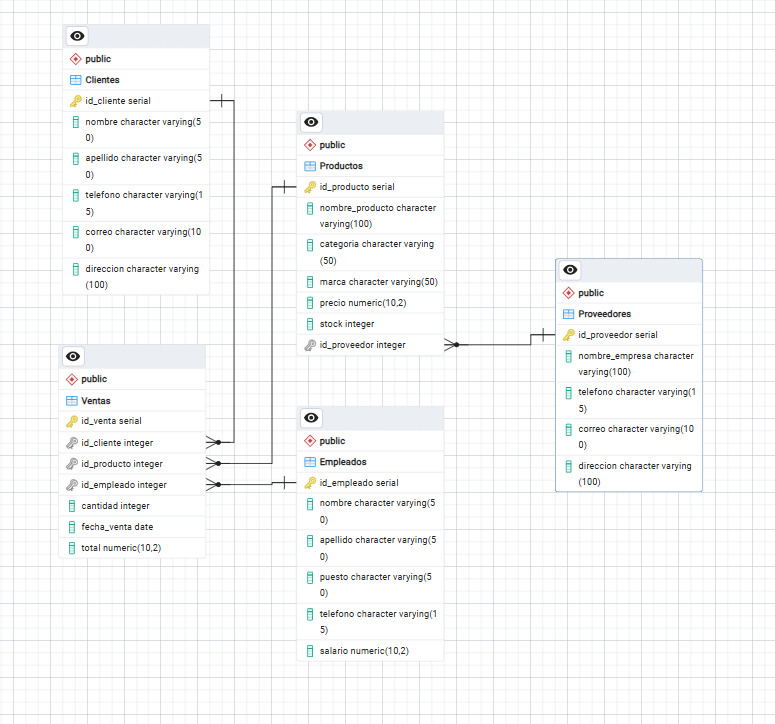 public
Clientes
id_cliente serial
nombre character varying(5
0)
apellido character varying(5
0)
telefono character varying(1
5)
correo character varying(10
0)
direccion character varying
(100)
public
Productos
id_producto serial
nombre_producto character
varying(100)
categoria character varying
(50)
marca character varying(50)
precio numeric(10,2)
stock integer
id_proveedor integer
public
Proveedores
id_proveedor serial
nombre_empresa character
varying(100)
telefono character varying(1
5)
correo character varying(10
0)
direccion character varying
(100)
public
Ventas
id_venta serial
id_cliente integer
id_producto integer
id_empleado integer
cantidad integer
fecha_venta date
total numeric(10,2)
public
Empleados
id_empleado serial
nombre character varying(5
0)
apellido character varying(5
0)
puesto character varying(5
0)
telefono character varying(1
5)
salario numeric(10,2)